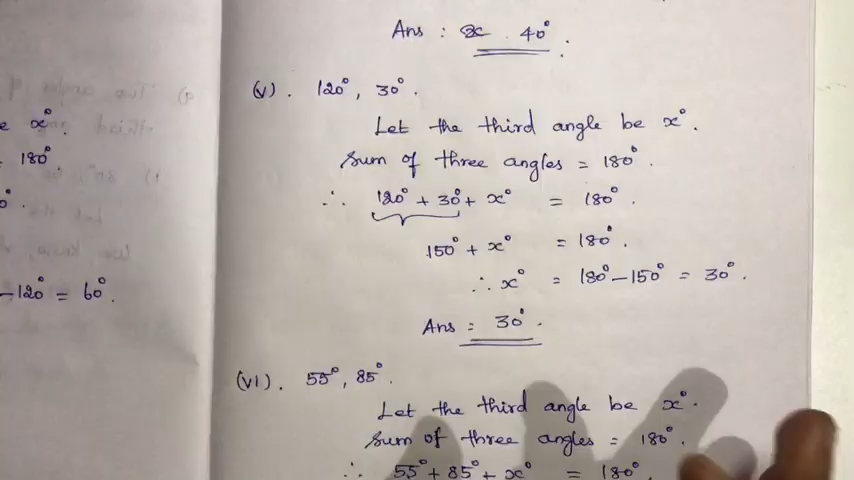 Ans : x 40°.
(v). 120°, 30°.
Let the third angle be x°.
Sum of three angles = 180°.
∴ 120° + 30° + x° = 180°.
150° + x° = 180°.
∴ x° = 180° – 150° = 30°.
Ans = 30°.
(vi). 55°, 85°.
Let the third angle be x°.
Sum of three angles = 180°.
∴ 55° + 85° + x° = 180°.
x°.
180°
– 120° = 60°.